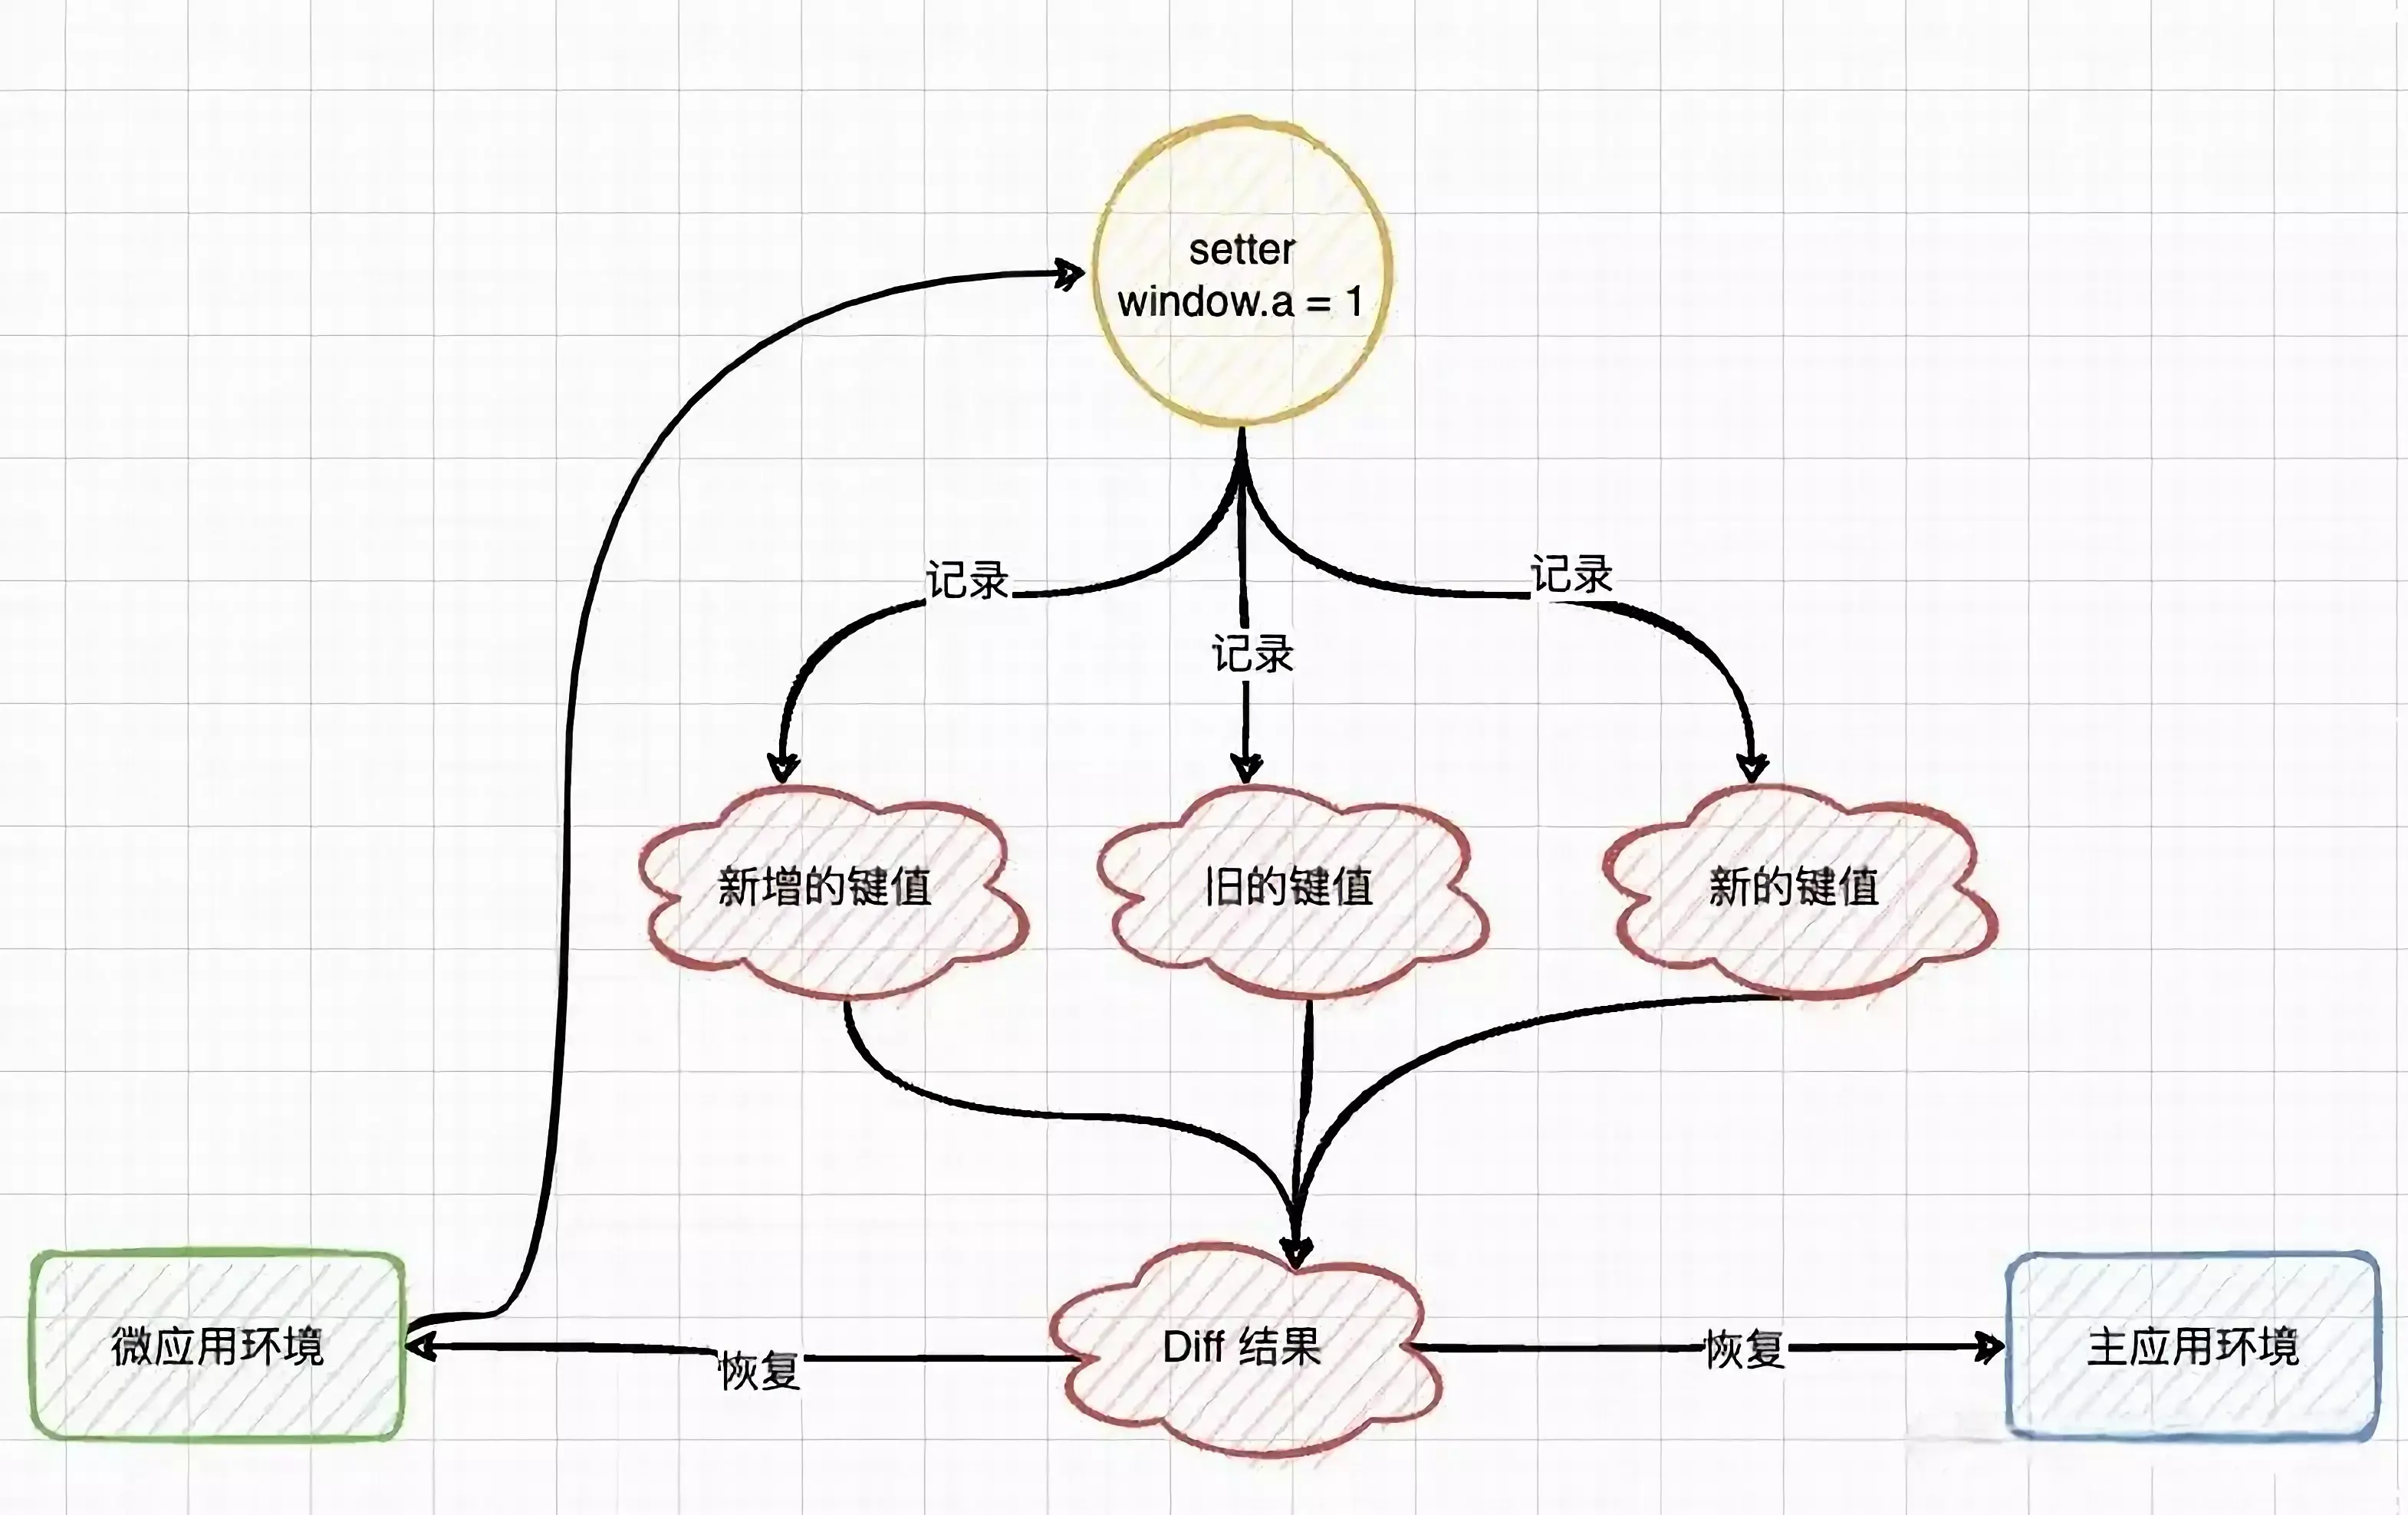 setter
window.a = 1
记录
记录
记录
新增的键值
旧的键值
新的键值
微应用环境
恢复
Diff 结果
恢复
主应用环境